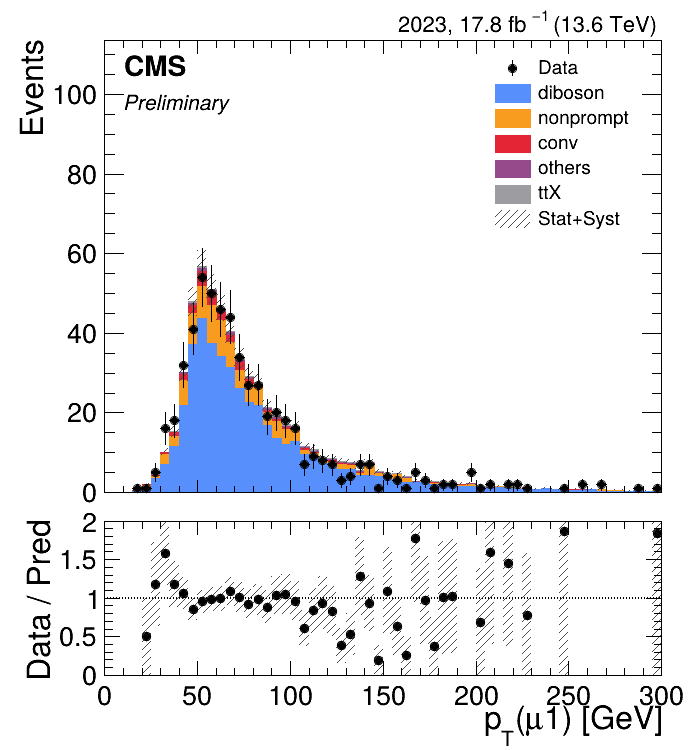 2023, 17.8 fb⁻¹ (13.6 TeV)
CMS
Preliminary
Events
100
80
60
40
20
0
Data
diboson
nonprompt
conv
others
ttX
Stat+Syst
Data / Pred
2
1.5
1
0.5
0
0 50 100 150 200 250 300
p_T(μ1) [GeV]